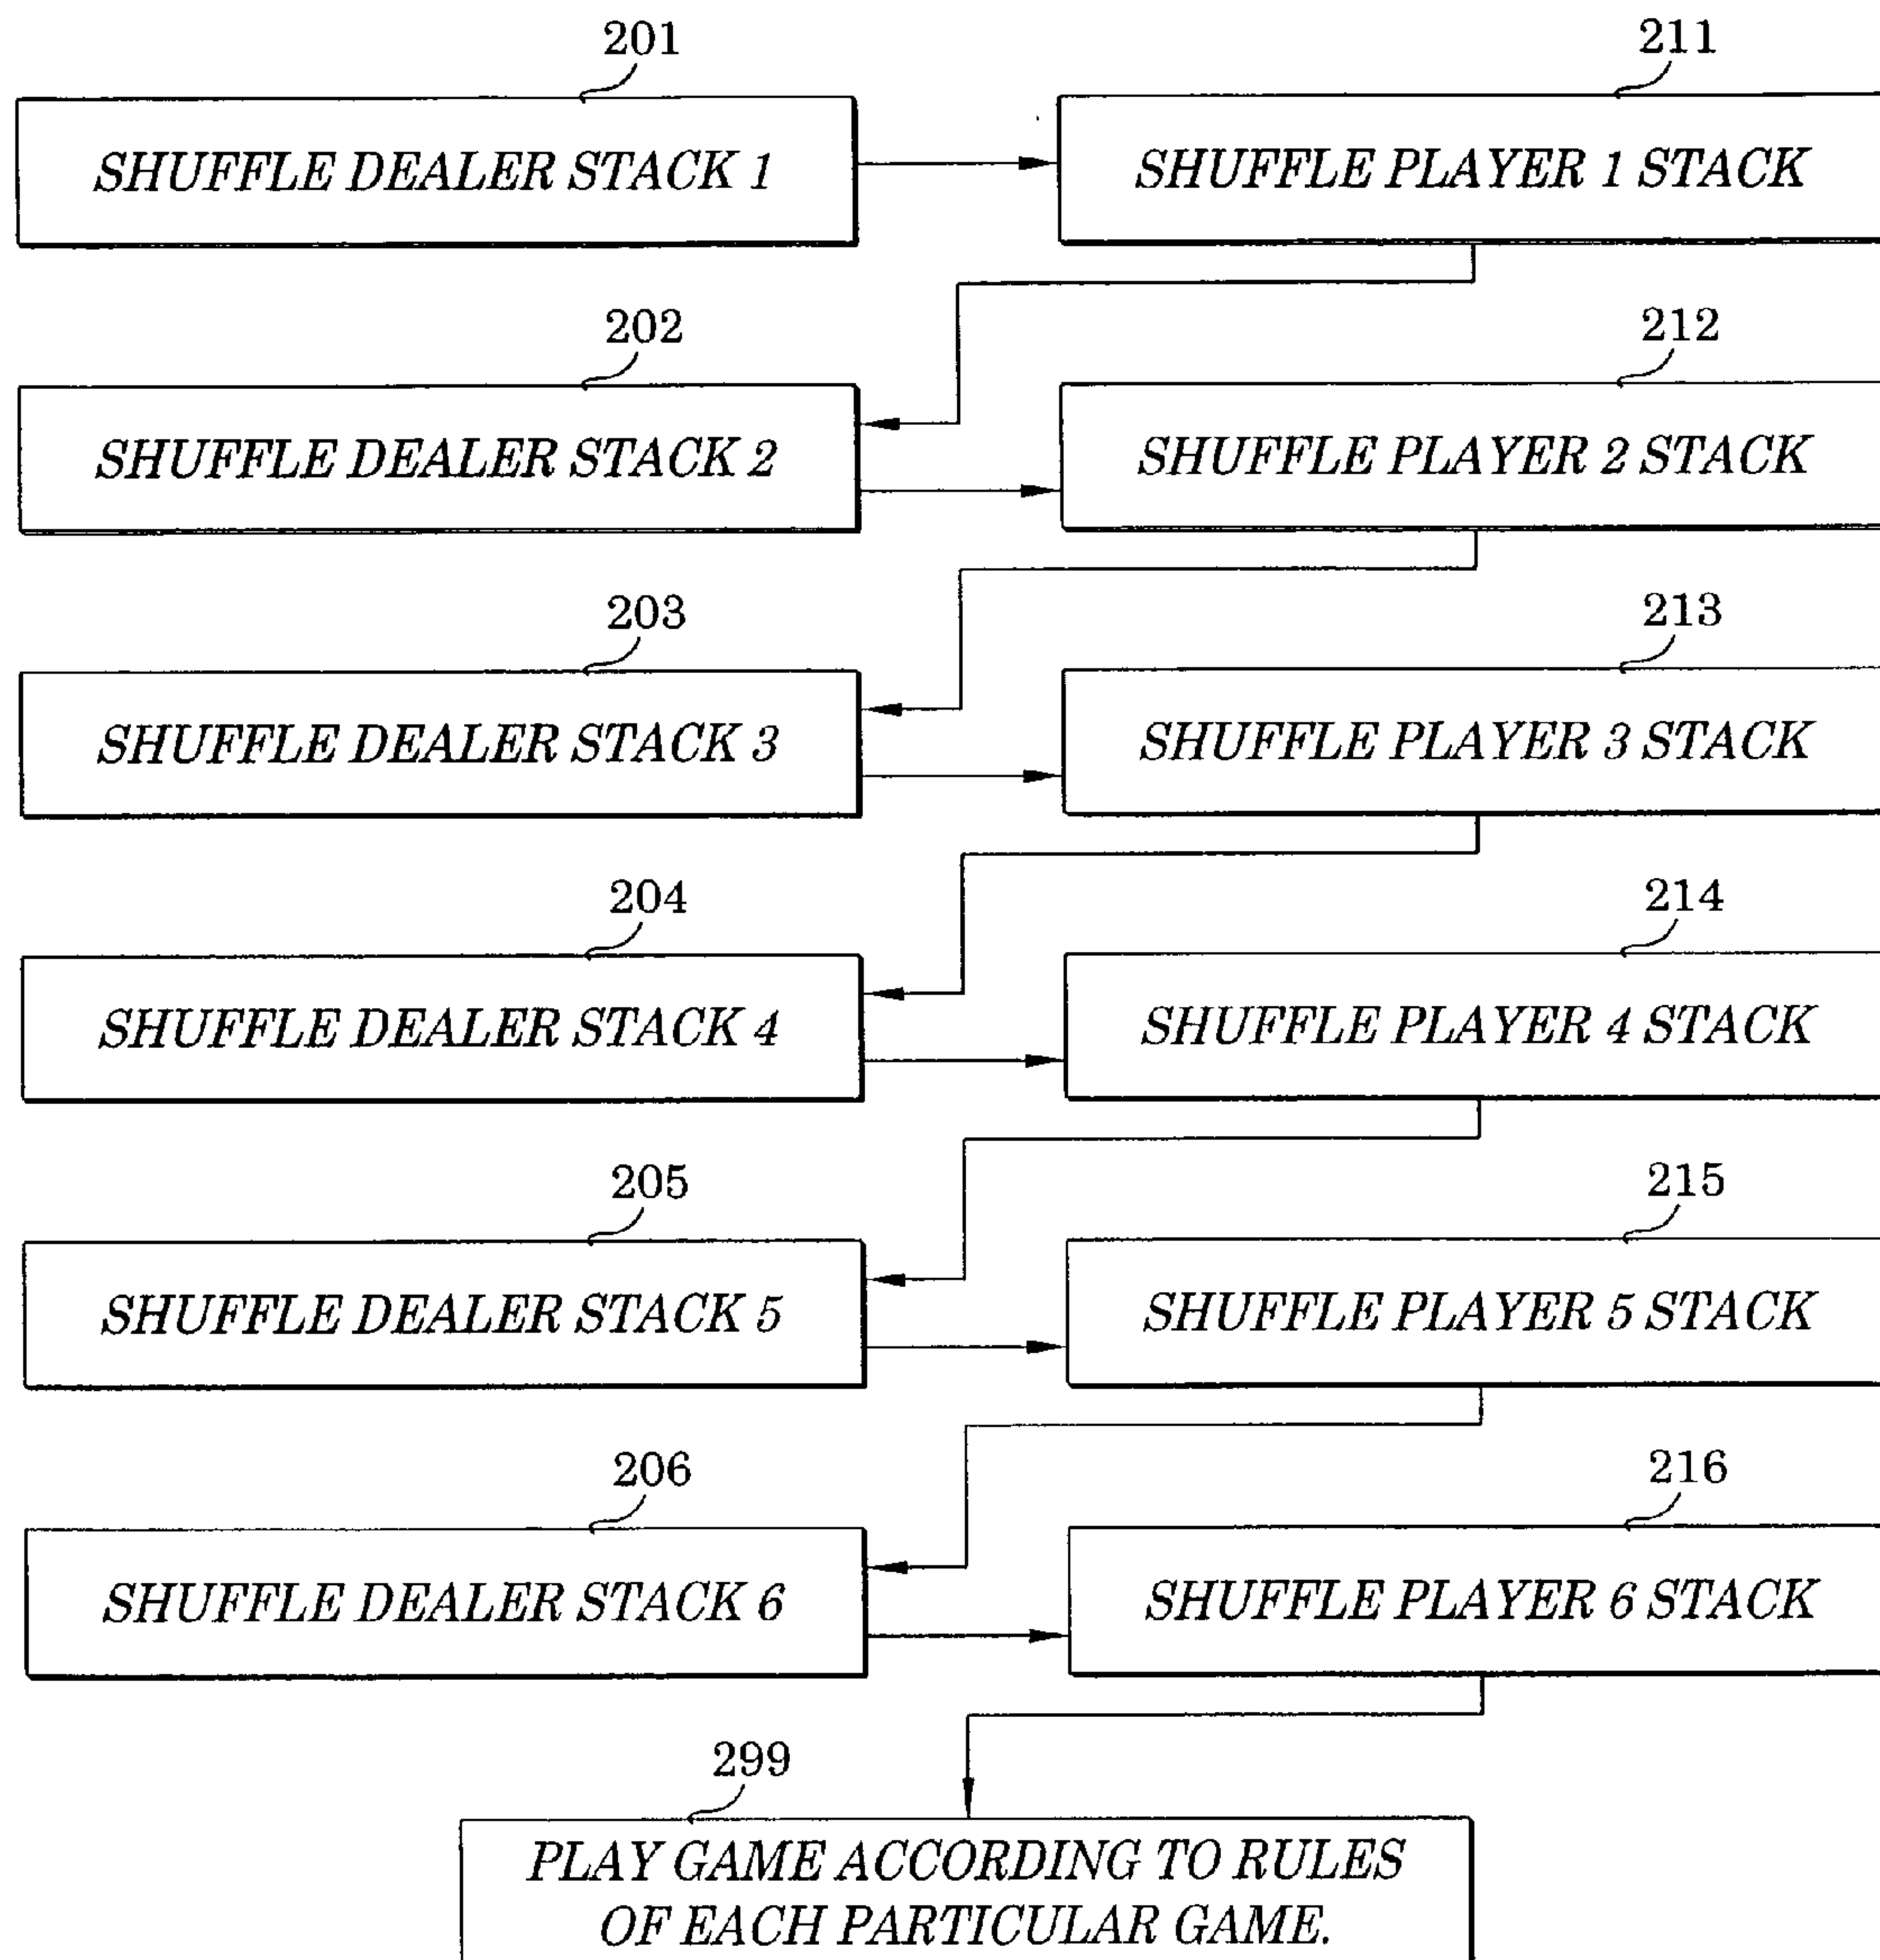 201
211
SHUFFLE DEALER STACK 1
SHUFFLE PLAYER 1 STACK
202
212
SHUFFLE DEALER STACK 2
SHUFFLE PLAYER 2 STACK
203
213
SHUFFLE DEALER STACK 3
SHUFFLE PLAYER 3 STACK
204
214
SHUFFLE DEALER STACK 4
SHUFFLE PLAYER 4 STACK
205
215
SHUFFLE DEALER STACK 5
SHUFFLE PLAYER 5 STACK
206
216
SHUFFLE DEALER STACK 6
SHUFFLE PLAYER 6 STACK
299
PLAY GAME ACCORDING TO RULES
OF EACH PARTICULAR GAME.